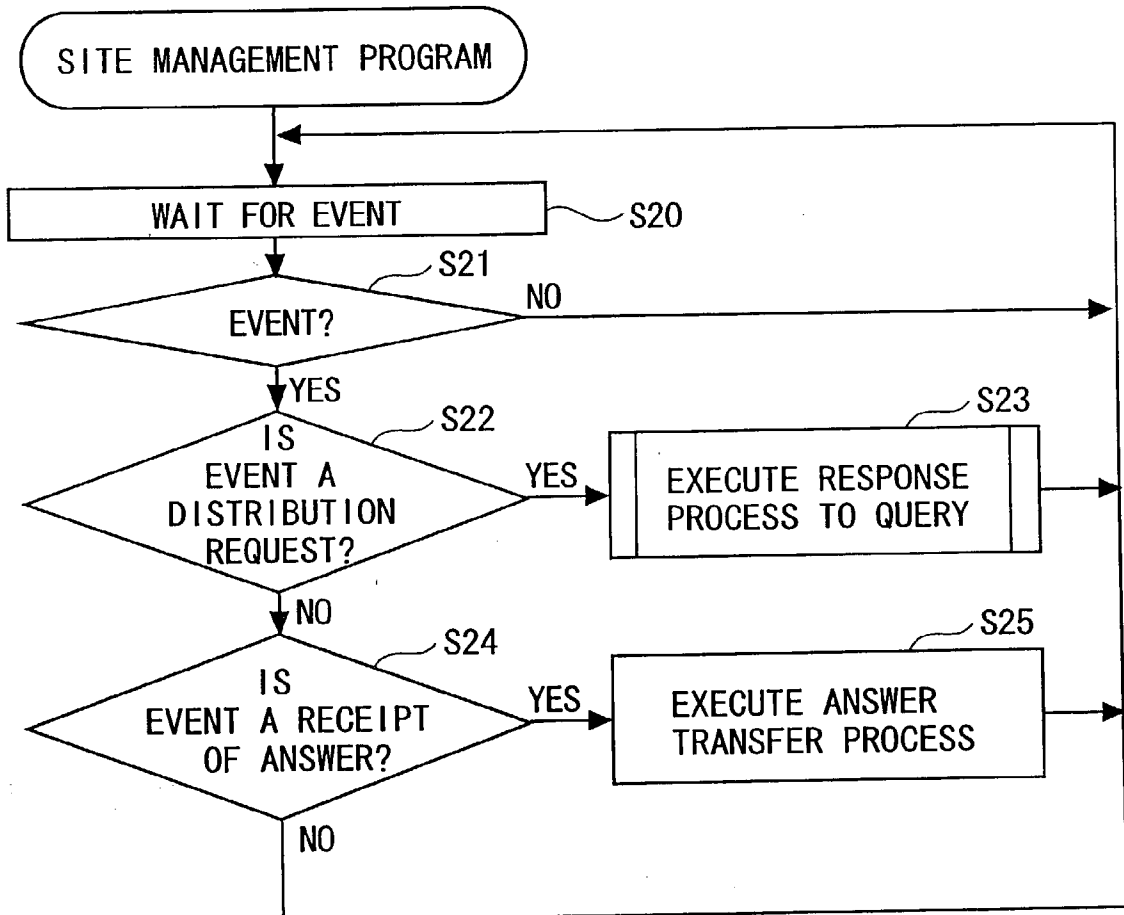 SITE MANAGEMENT PROGRAM
WAIT FOR EVENT
S20
S21
EVENT?
NO
YES
S22
IS
EVENT A
DISTRIBUTION
REQUEST?
YES
S23
EXECUTE RESPONSE
PROCESS TO QUERY
NO
S24
IS
EVENT A RECEIPT
OF ANSWER?
YES
S25
EXECUTE ANSWER
TRANSFER PROCESS
NO